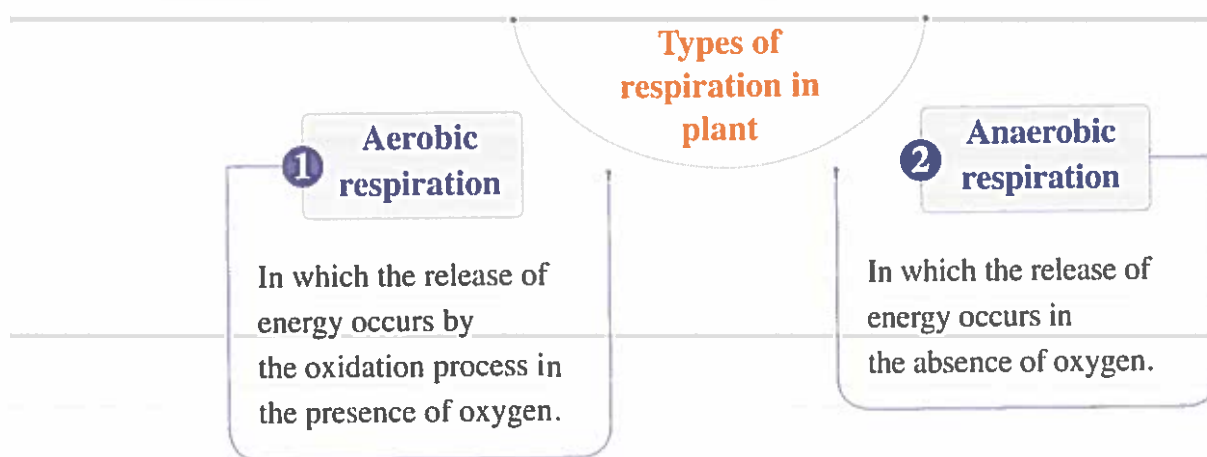 Types of
respiration in
plant
1
Aerobic
respiration
In which the release of
energy occurs by
the oxidation process in
the presence of oxygen.
2
Anaerobic
respiration
In which the release of
energy occurs in
the absence of oxygen.